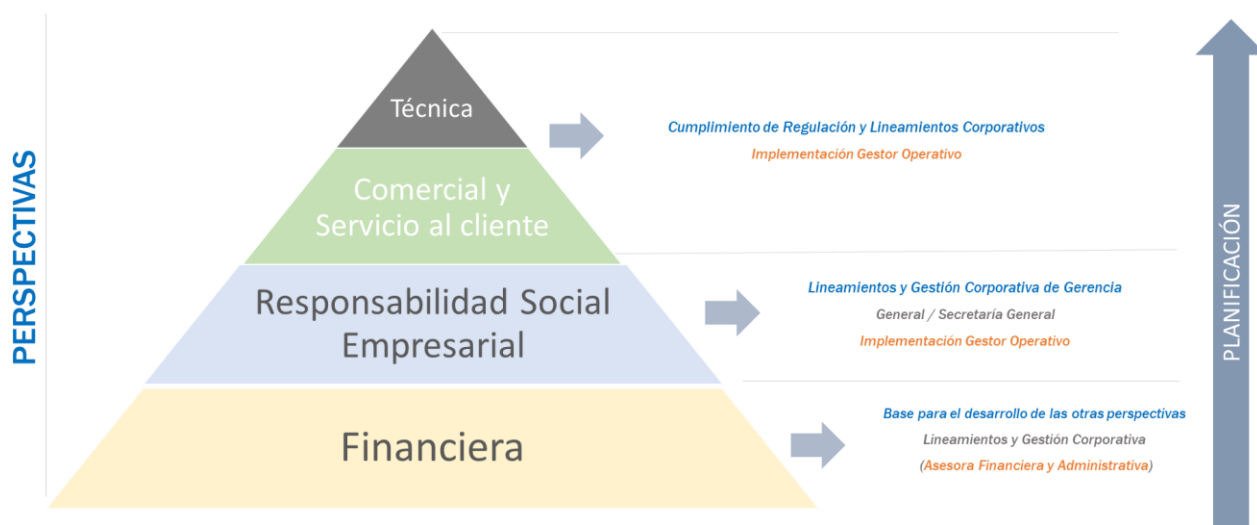 PERSPECTIVAS
Técnica
Cumplimiento de Regulación y Lineamientos Corporativos
Implementación Gestor Operativo
Comercial y
Servicio al cliente
Responsabilidad Social
Empresarial
Lineamientos y Gestión Corporativa de Gerencia
General / Secretaría General
Implementación Gestor Operativo
Financiera
Base para el desarrollo de las otras perspectivas
Lineamientos y Gestión Corporativa
(Asesora Financiera y Administrativa)
PLANIFICACIÓN